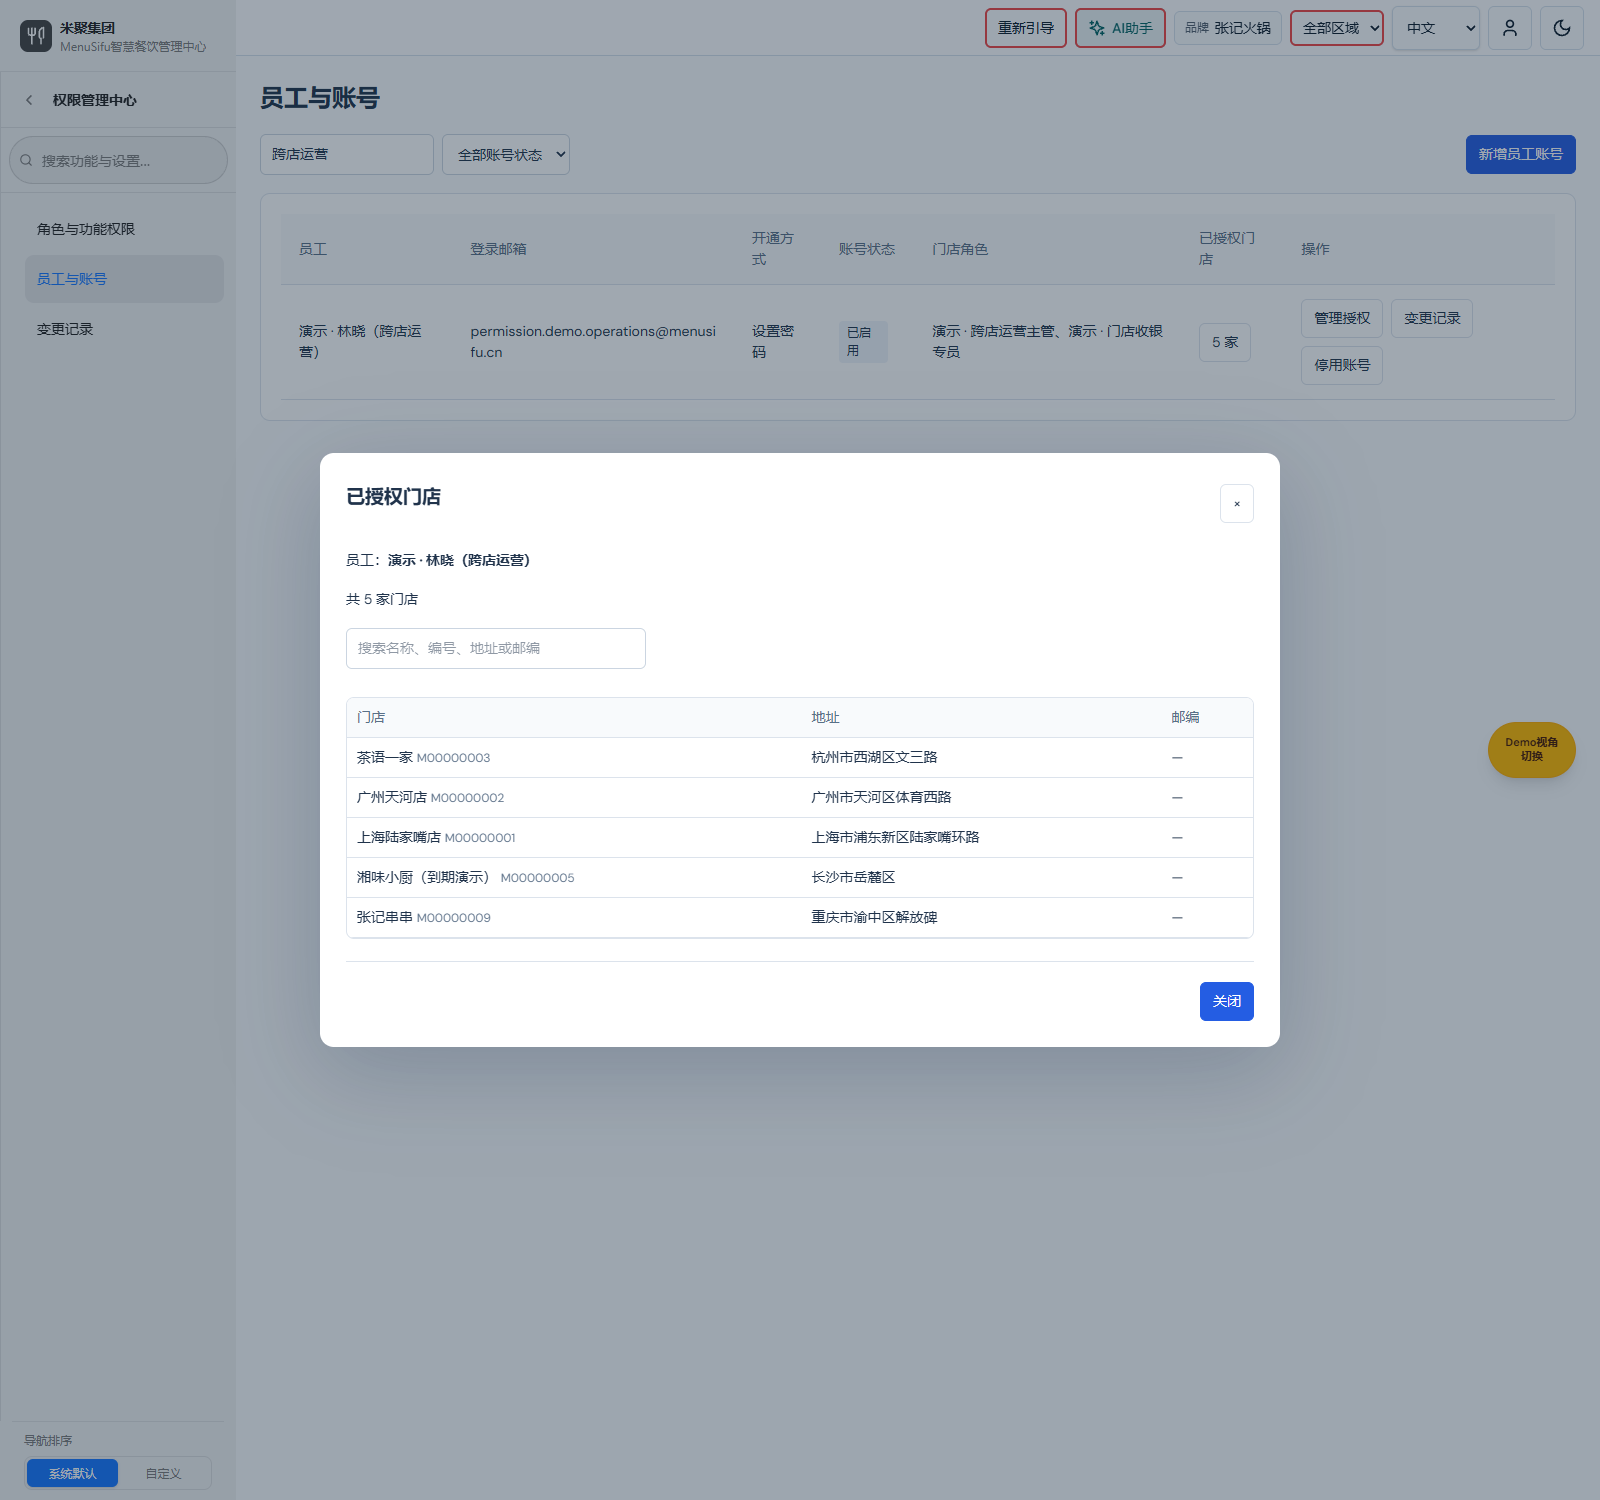 米聚集团
MenuSifu智慧餐饮管理中心
重新引导
AI助手
品牌 张记火锅
全部区域
中文
权限管理中心
搜索功能与设置...
角色与功能权限
员工与账号
变更记录
员工与账号
跨店运营
全部账号状态
新增员工账号
员工
登录邮箱
开通方
式
账号状态
门店角色
已授权门
店
操作
演示 · 林晓（跨店运
营）
permission.demo.operations@menusi
fu.cn
设置密
码
已启
用
演示 · 跨店运营主管、演示 · 门店收银
专员
5 家
管理授权
变更记录
停用账号
已授权门店
×
员工：演示 · 林晓（跨店运营）
共 5 家门店
搜索名称、编号、地址或邮编
门店 地址 邮编
茶语一家 M00000003 杭州市西湖区文三路 —
广州天河店 M00000002 广州市天河区体育西路 —
上海陆家嘴店 M00000001 上海市浦东新区陆家嘴环路 —
湘味小厨（到期演示） M00000005 长沙市岳麓区 —
张记串串 M00000009 重庆市渝中区解放碑 —
关闭
Demo视角
切换
导航排序
系统默认
自定义